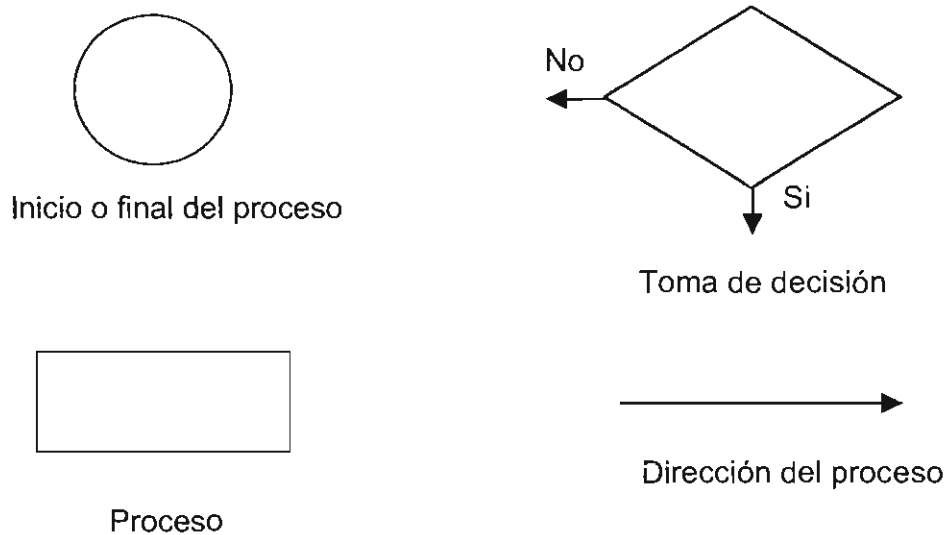 No
Si
Inicio o final del proceso
Toma de decisión
Dirección del proceso
Proceso